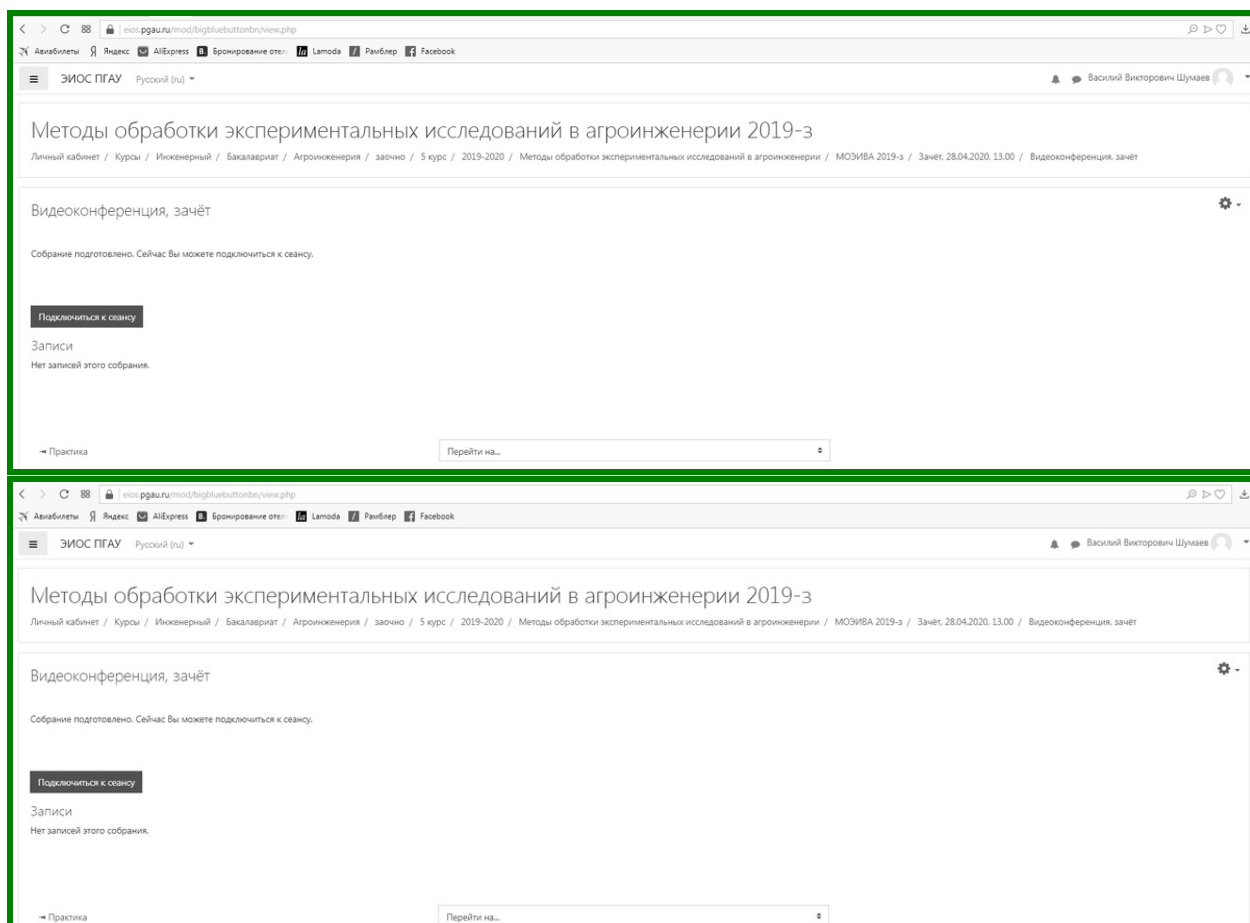 eios.pgau.ru/mod/bigbluebuttonbn/view.php
Авиабилеты Яндекс AliExpress B. Бронирование отел la Lamoda Рамблер Facebook
ЭИОС ПГАУ Русский (ru) Василий Викторович Шумаев
Методы обработки экспериментальных исследований в агроинженерии 2019-з
Личный кабинет / Курсы / Инженерный / Бакалавриат / Агроинженерия / заочно / 5 курс / 2019-2020 / Методы обработки экспериментальных исследований в агроинженерии / МОЭИВА 2019-з / Зачёт, 28.04.2020, 13.00 / Видеоконференция, зачёт
Видеоконференция, зачёт
Собрание подготовлено. Сейчас Вы можете подключиться к сеансу.
Подключиться к сеансу
Записи
Нет записей этого собрания.
◄ Практика Перейти на...
eios.pgau.ru/mod/bigbluebuttonbn/view.php
Авиабилеты Яндекс AliExpress B. Бронирование отел la Lamoda Рамблер Facebook
ЭИОС ПГАУ Русский (ru) Василий Викторович Шумаев
Методы обработки экспериментальных исследований в агроинженерии 2019-з
Личный кабинет / Курсы / Инженерный / Бакалавриат / Агроинженерия / заочно / 5 курс / 2019-2020 / Методы обработки экспериментальных исследований в агроинженерии / МОЭИВА 2019-з / Зачёт, 28.04.2020, 13.00 / Видеоконференция, зачёт
Видеоконференция, зачёт
Собрание подготовлено. Сейчас Вы можете подключиться к сеансу.
Подключиться к сеансу
Записи
Нет записей этого собрания.
◄ Практика Перейти на...